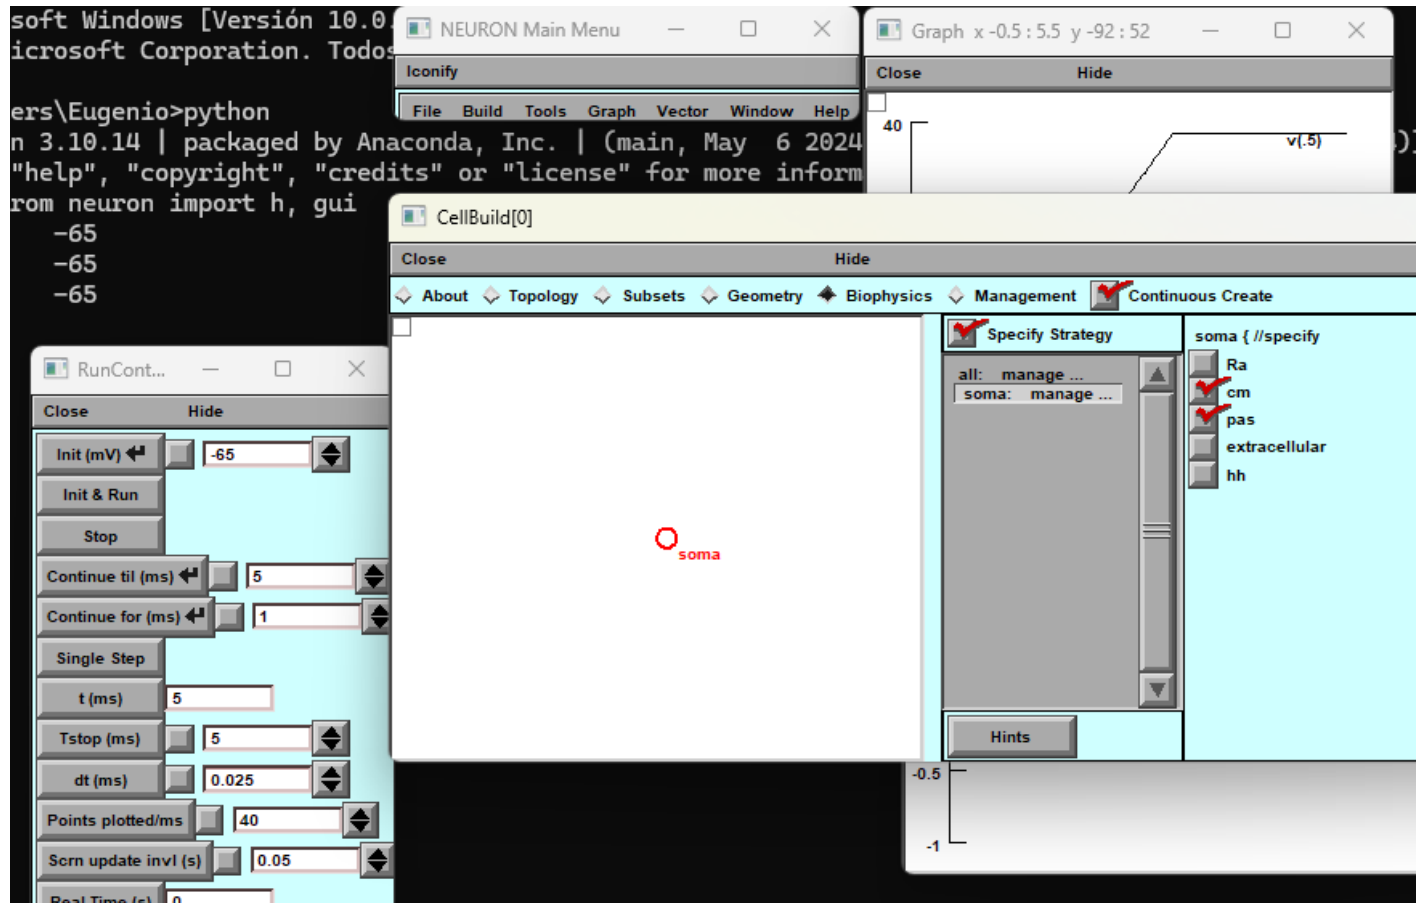 soft Windows [Versión 10.0.
icrosoft Corporation. Todos
ers\Eugenio>python
n 3.10.14 | packaged by Anaconda, Inc. | (main, May  6 2024
"help", "copyright", "credits" or "license" for more inform
rom neuron import h, gui
-65
-65
-65
NEURON Main Menu
Iconify
File Build Tools Graph Vector Window Help
Graph x -0.5 : 5.5 y -92 : 52
Close Hide
40
v(.5)
CellBuild[0]
Close Hide
About Topology Subsets Geometry Biophysics Management Continuous Create
Specify Strategy
all: manage ...
soma: manage ...
Hints
soma { //specify
Ra
cm
pas
extracellular
hh
soma
RunCont...
Close Hide
Init (mV) -65
Init & Run
Stop
Continue til (ms) 5
Continue for (ms) 1
Single Step
t (ms) 5
Tstop (ms) 5
dt (ms) 0.025
Points plotted/ms 40
Scrn update invl (s) 0.05
Real Time (s) 0
-0.5
-1